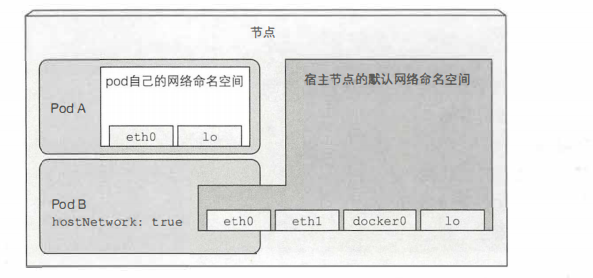 节点
pod自己的网络命名空间
Pod A
eth0
lo
宿主节点的默认网络命名空间
Pod B
hostNetwork: true
eth0
eth1
docker0
lo